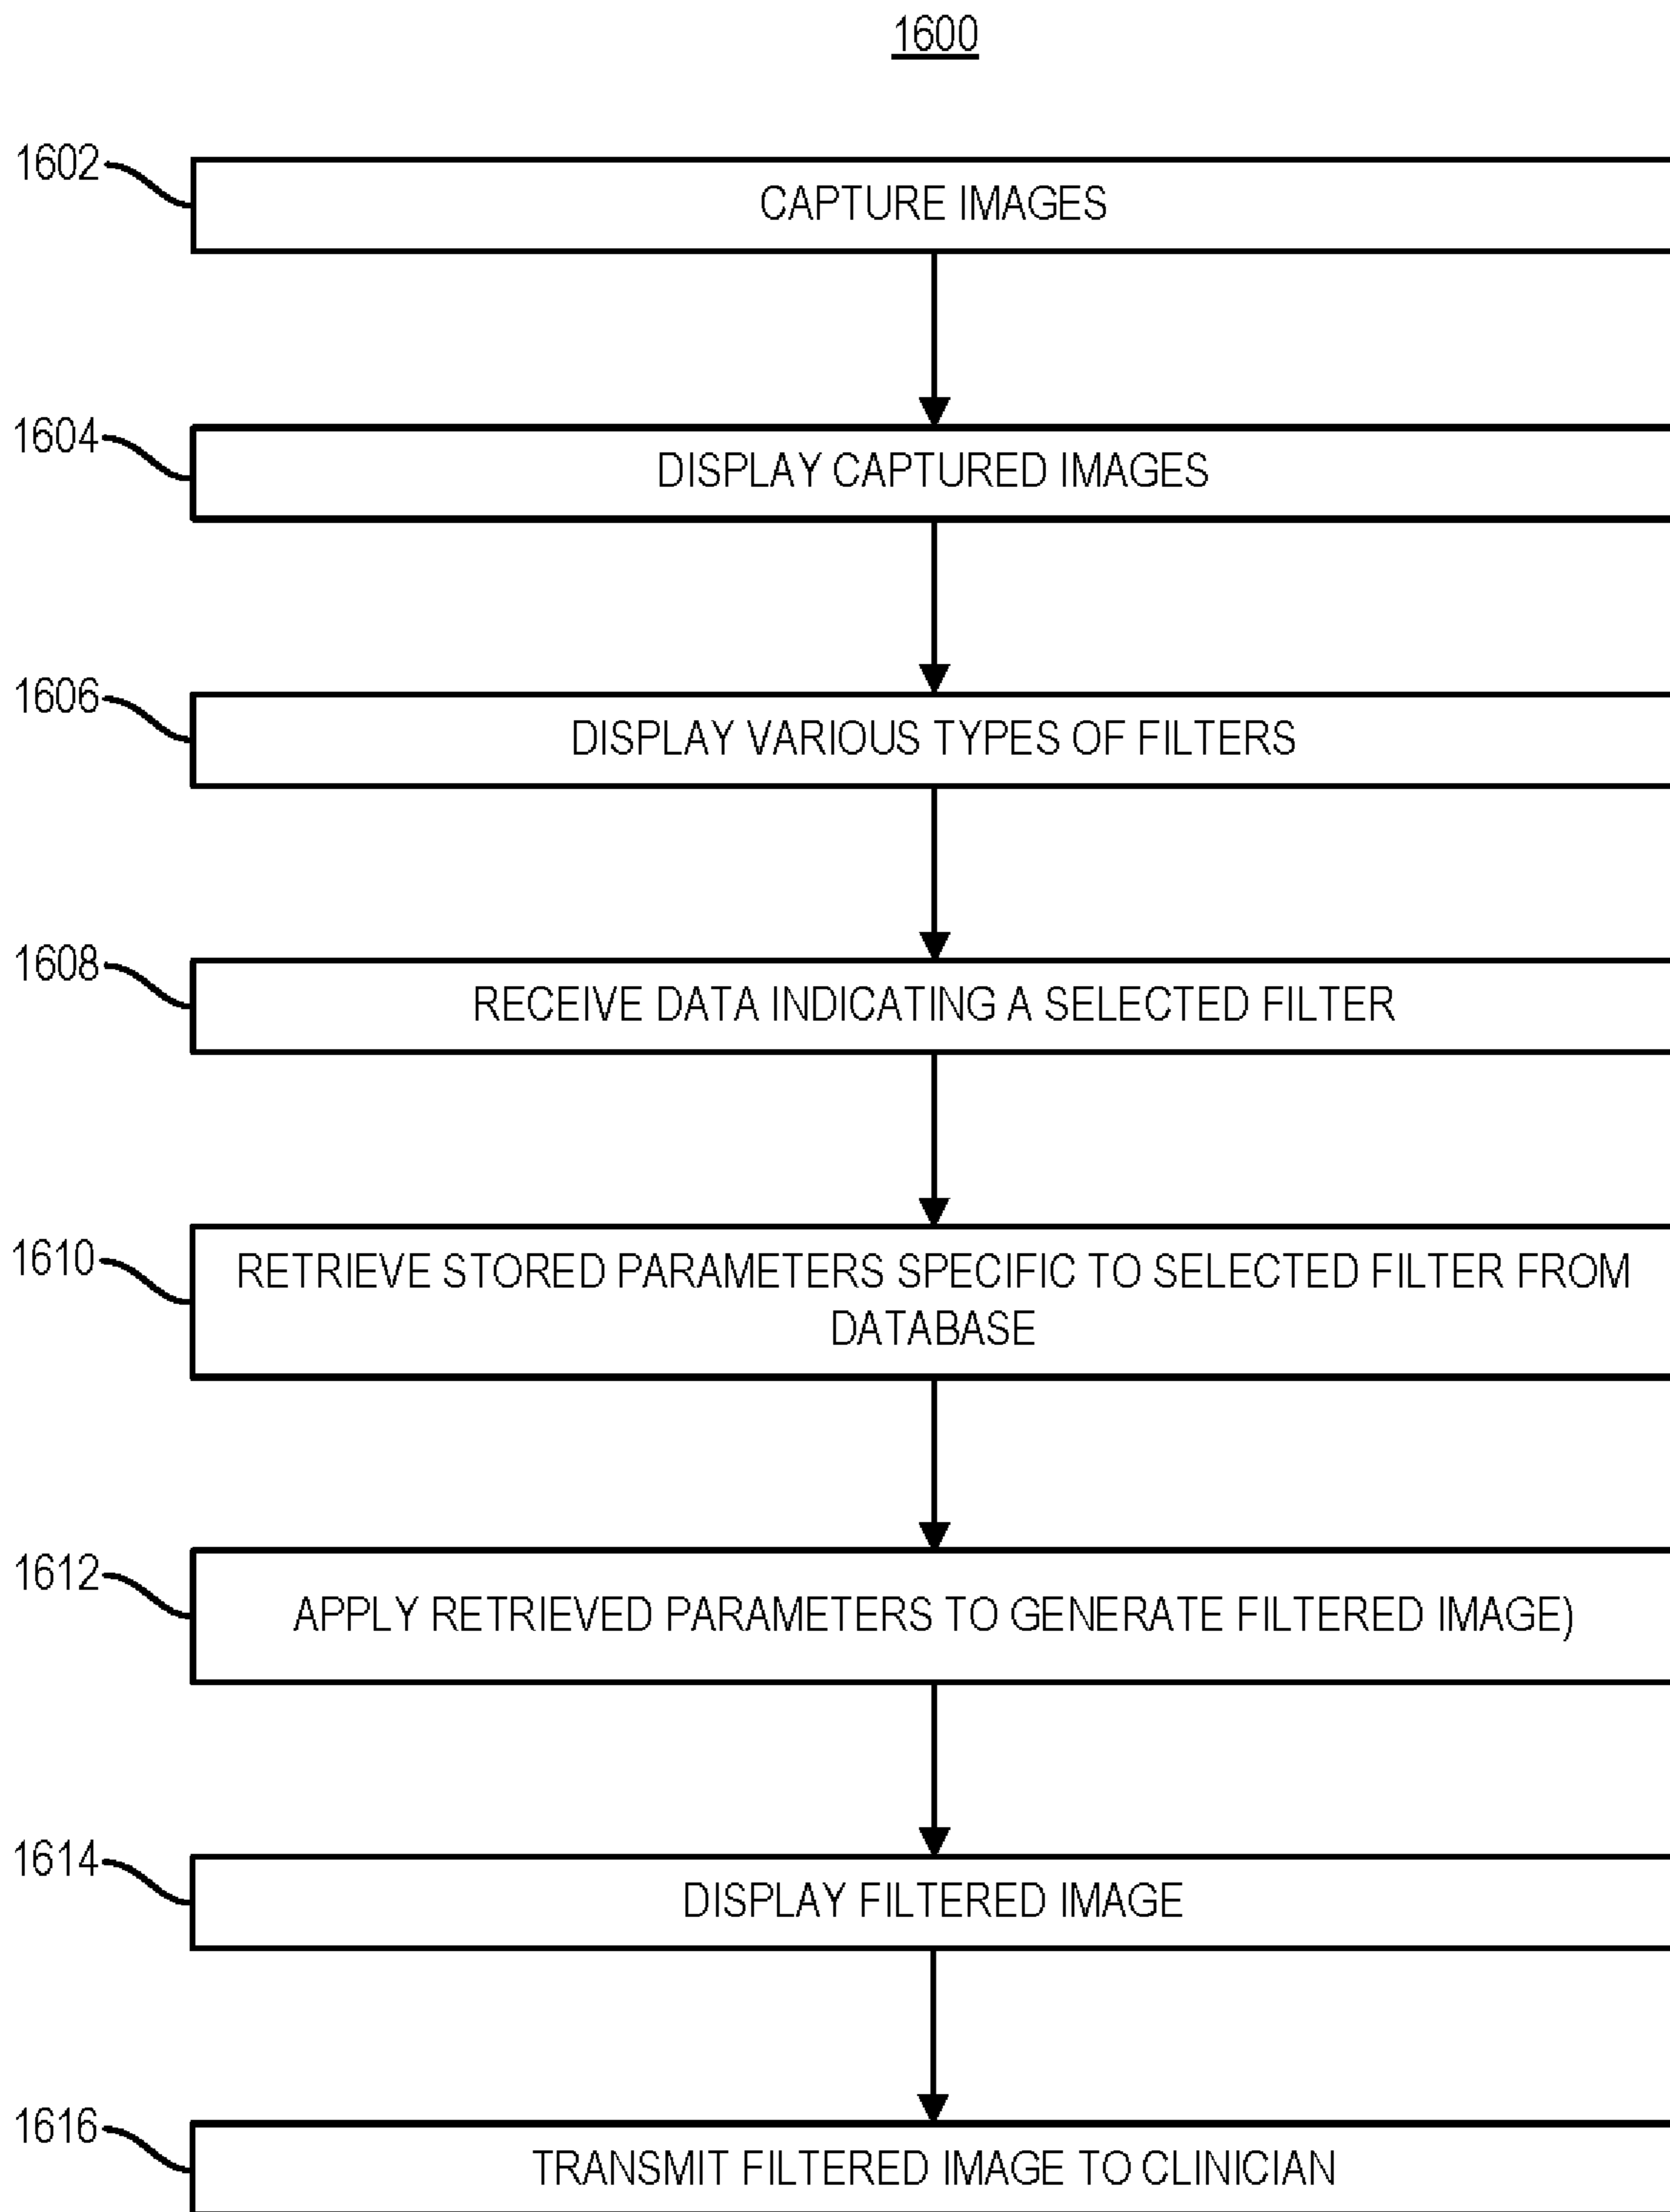 1600
1602
CAPTURE IMAGES
1604
DISPLAY CAPTURED IMAGES
1606
DISPLAY VARIOUS TYPES OF FILTERS
1608
RECEIVE DATA INDICATING A SELECTED FILTER
1610
RETRIEVE STORED PARAMETERS SPECIFIC TO SELECTED FILTER FROM
DATABASE
1612
APPLY RETRIEVED PARAMETERS TO GENERATE FILTERED IMAGE)
1614
DISPLAY FILTERED IMAGE
1616
TRANSMIT FILTERED IMAGE TO CLINICIAN